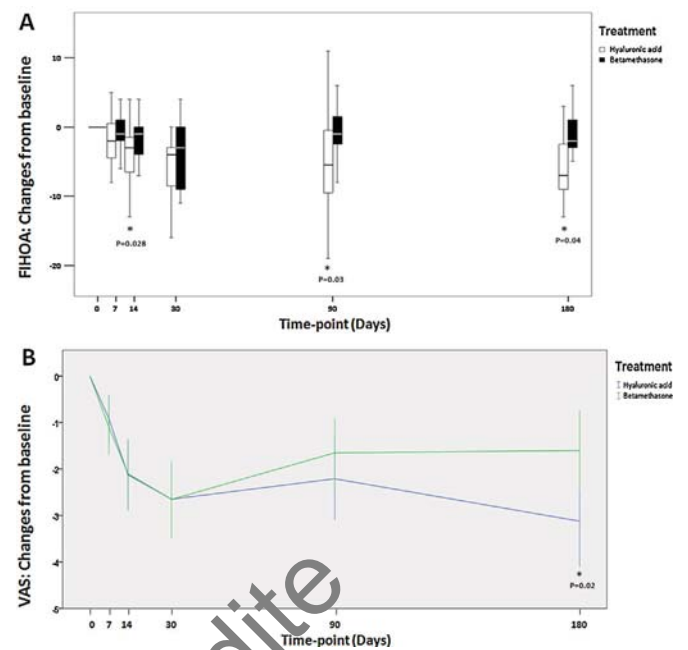 A
Treatment
Hyaluronic acid
Betamethasone
FIHOA: Changes from baseline
10
0
-10
-20
*
P=0.028
*
P=0.03
*
P=0.04
0 7 14 30 90 180
Time-point (Days)
B
Treatment
Hyaluronic acid
Betamethasone
VAS: Changes from baseline
0
-1
-2
-3
-4
-5
*
P=0.02
0 7 14 30 90 180
Time-point (Days)
dite